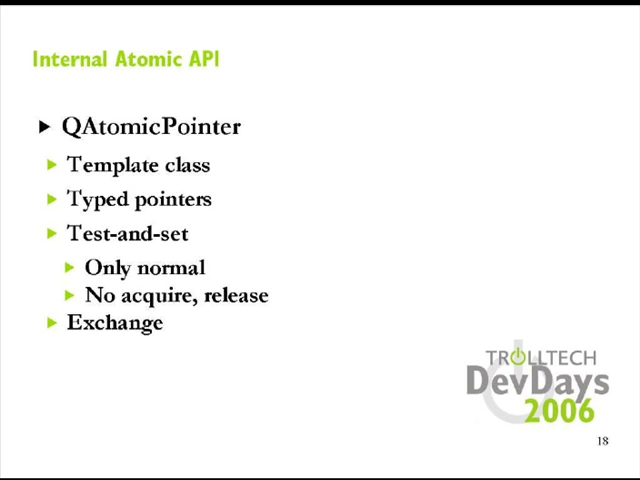 Internal Atomic API
QAtomicPointer
Template class
Typed pointers
Test-and-set
Only normal
No acquire, release
Exchange
TROLLTECH
DevDays
2006
18